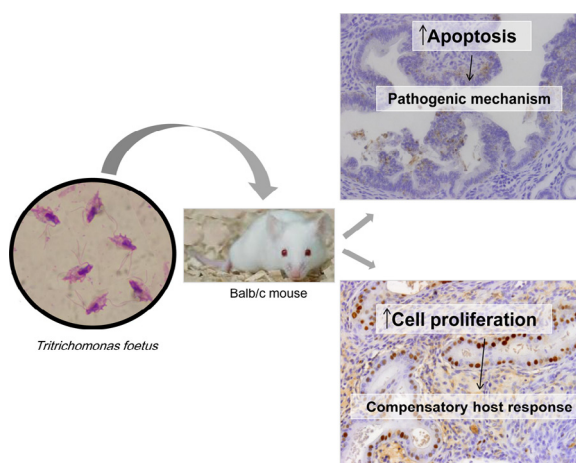 ↑Apoptosis
Pathogenic mechanism
Balb/c mouse
Tritrichomonas foetus
↑Cell proliferation
Compensatory host response